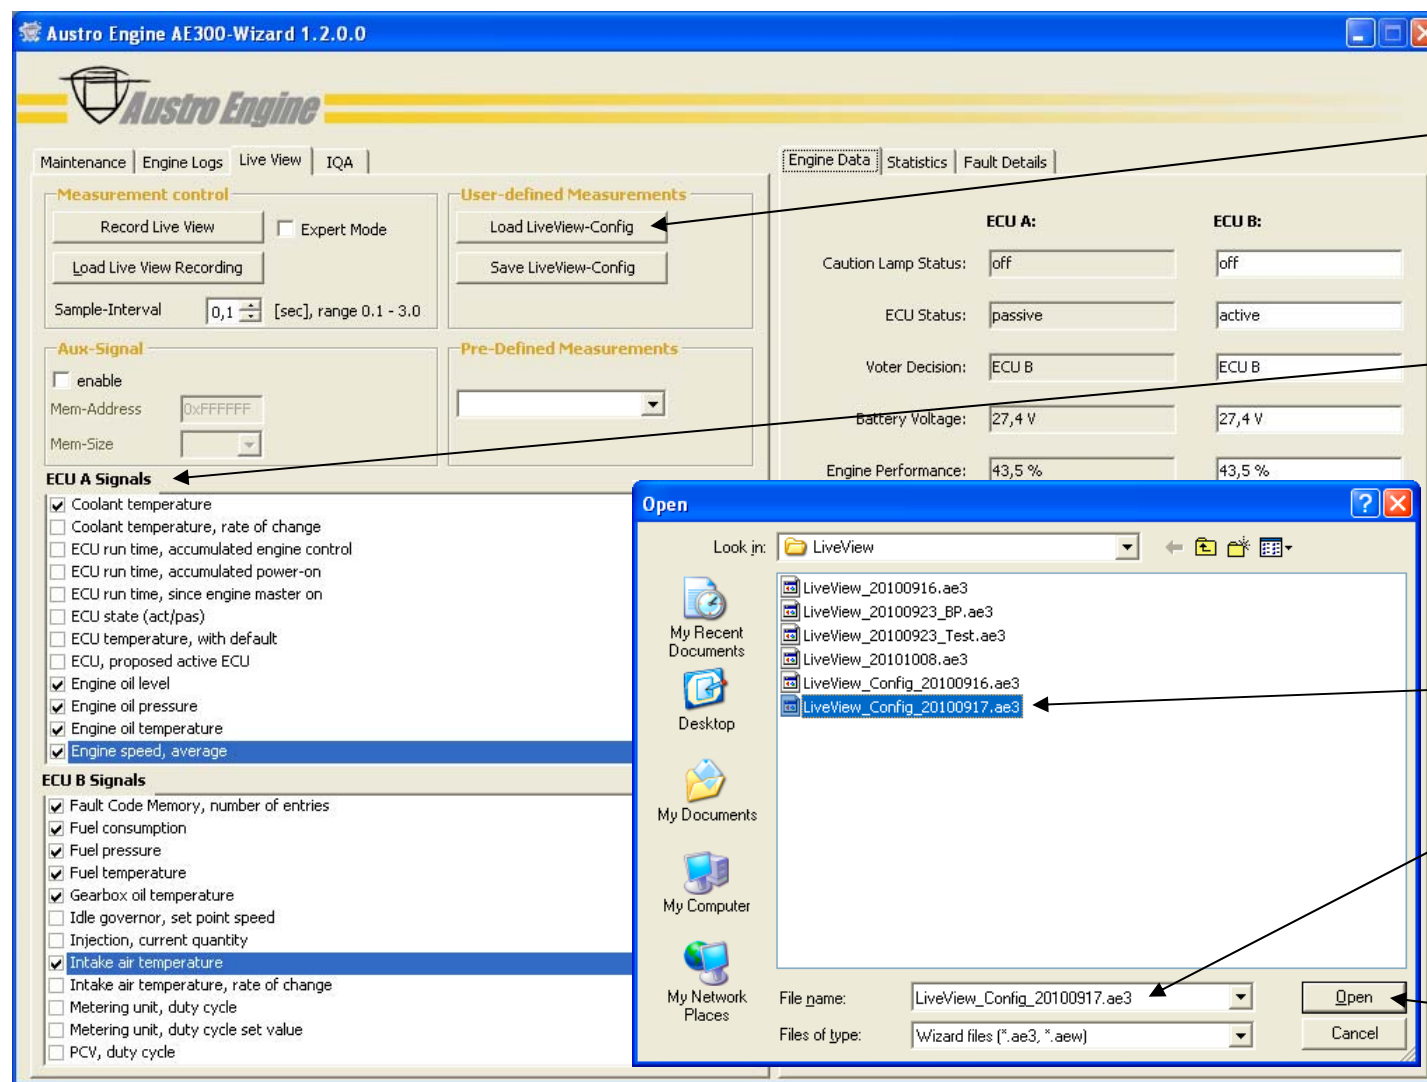 Austro Engine AE300-Wizard 1.2.0.0
Austro Engine
Maintenance Engine Logs Live View IQA
Engine Data Statistics Fault Details
Measurement control
User-defined Measurements
Record Live View
Expert Mode
Load LiveView-Config
Load Live View Recording
Save LiveView-Config
Sample-Interval 0,1 [sec], range 0.1 - 3.0
Aux-Signal
Pre-Defined Measurements
enable
Mem-Address 0xFFFFFF
Mem-Size
ECU A: ECU B:
Caution Lamp Status: off off
ECU Status: passive active
Voter Decision: ECU B ECU B
Battery Voltage: 27,4 V 27,4 V
Engine Performance: 43,5 % 43,5 %
ECU A Signals
Coolant temperature
Coolant temperature, rate of change
ECU run time, accumulated engine control
ECU run time, accumulated power-on
ECU run time, since engine master on
ECU state (act/pas)
ECU temperature, with default
ECU, proposed active ECU
Engine oil level
Engine oil pressure
Engine oil temperature
Engine speed, average
ECU B Signals
Fault Code Memory, number of entries
Fuel consumption
Fuel pressure
Fuel temperature
Gearbox oil temperature
Idle governor, set point speed
Injection, current quantity
Intake air temperature
Intake air temperature, rate of change
Metering unit, duty cycle
Metering unit, duty cycle set value
PCV, duty cycle
Open
Look in: LiveView
My Recent
Documents
Desktop
My Documents
My Computer
My Network
Places
LiveView_20100916.ae3
LiveView_20100923_BP.ae3
LiveView_20100923_Test.ae3
LiveView_20101008.ae3
LiveView_Config_20100916.ae3
LiveView_Config_20100917.ae3
File name: LiveView_Config_20100917.ae3 Open
Files of type: Wizard files (*.ae3, *.aew) Cancel